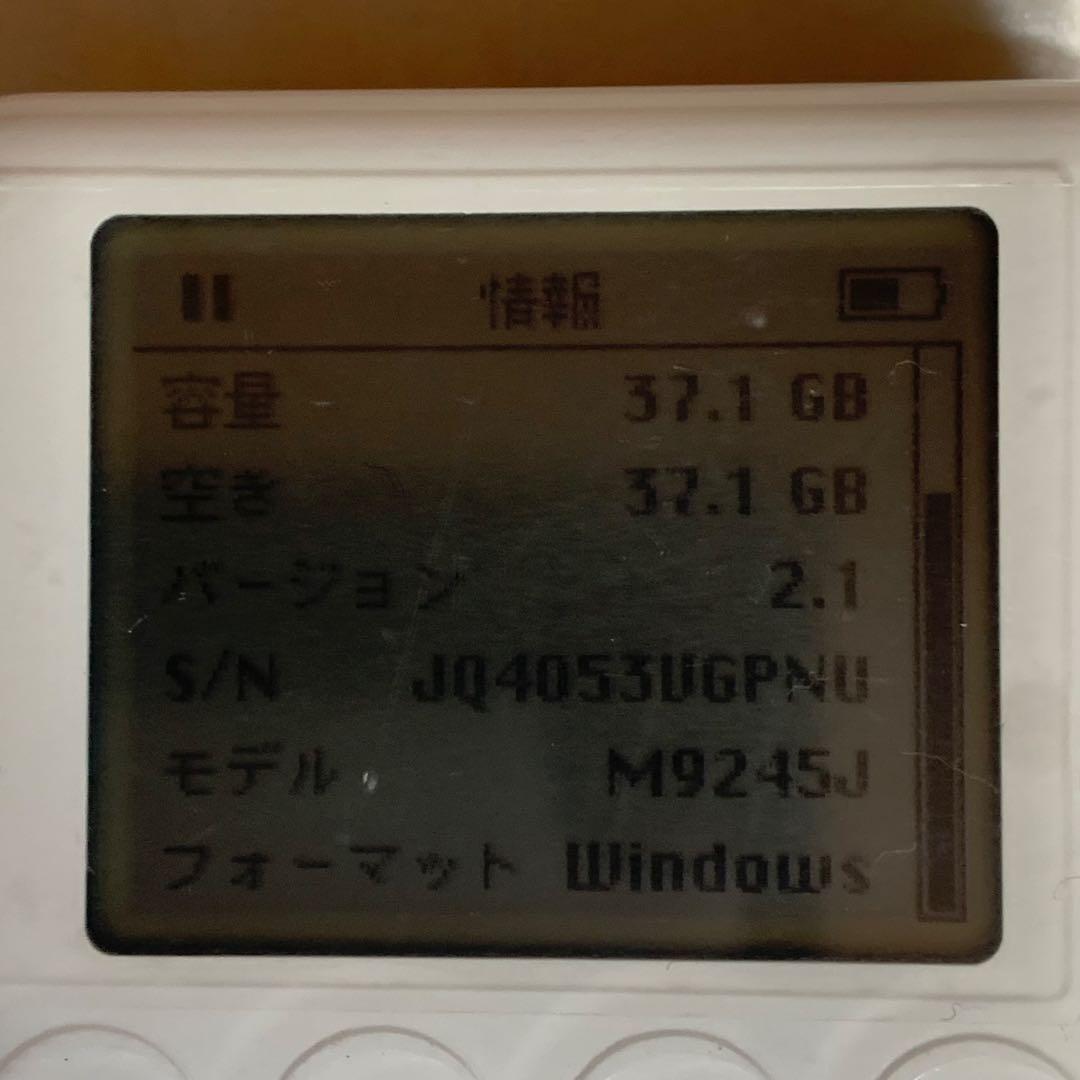 情報
容量 37.1 GB
空き 37.1 GB
バージョン 2.1
S/N JQ4053VGPNU
モデル M9245J
フォーマット Windows